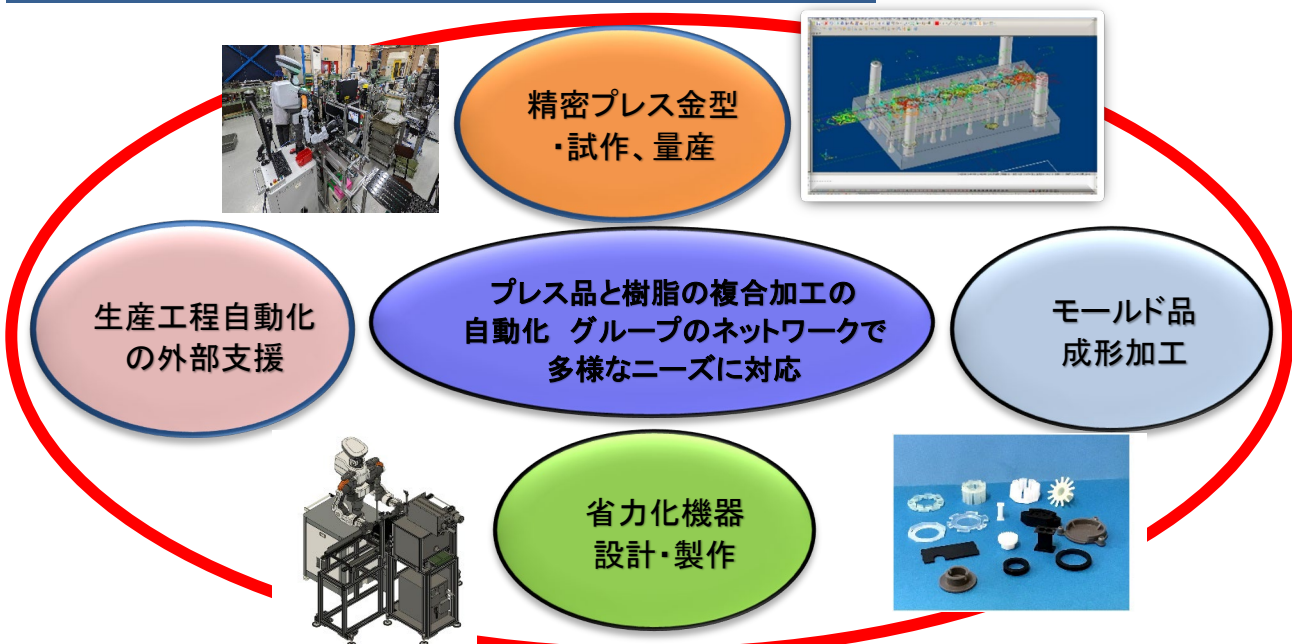 精密プレス金型
・試作、量産
生産工程自動化
の外部支援
プレス品と樹脂の複合加工の
自動化 グループのネットワークで
多様なニーズに対応
モールド品
成形加工
省力化機器
設計・製作